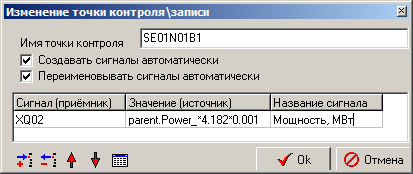 Изменение точки контроля\записи
Имя точки контроля SE01N01B1
Создавать сигналы автоматически
Переименовывать сигналы автоматически
Сигнал (приёмник) Значение (источник) Название сигнала
XQ02 parent.Power_*4.182*0.001 Мощность, МВт
Ok Отмена